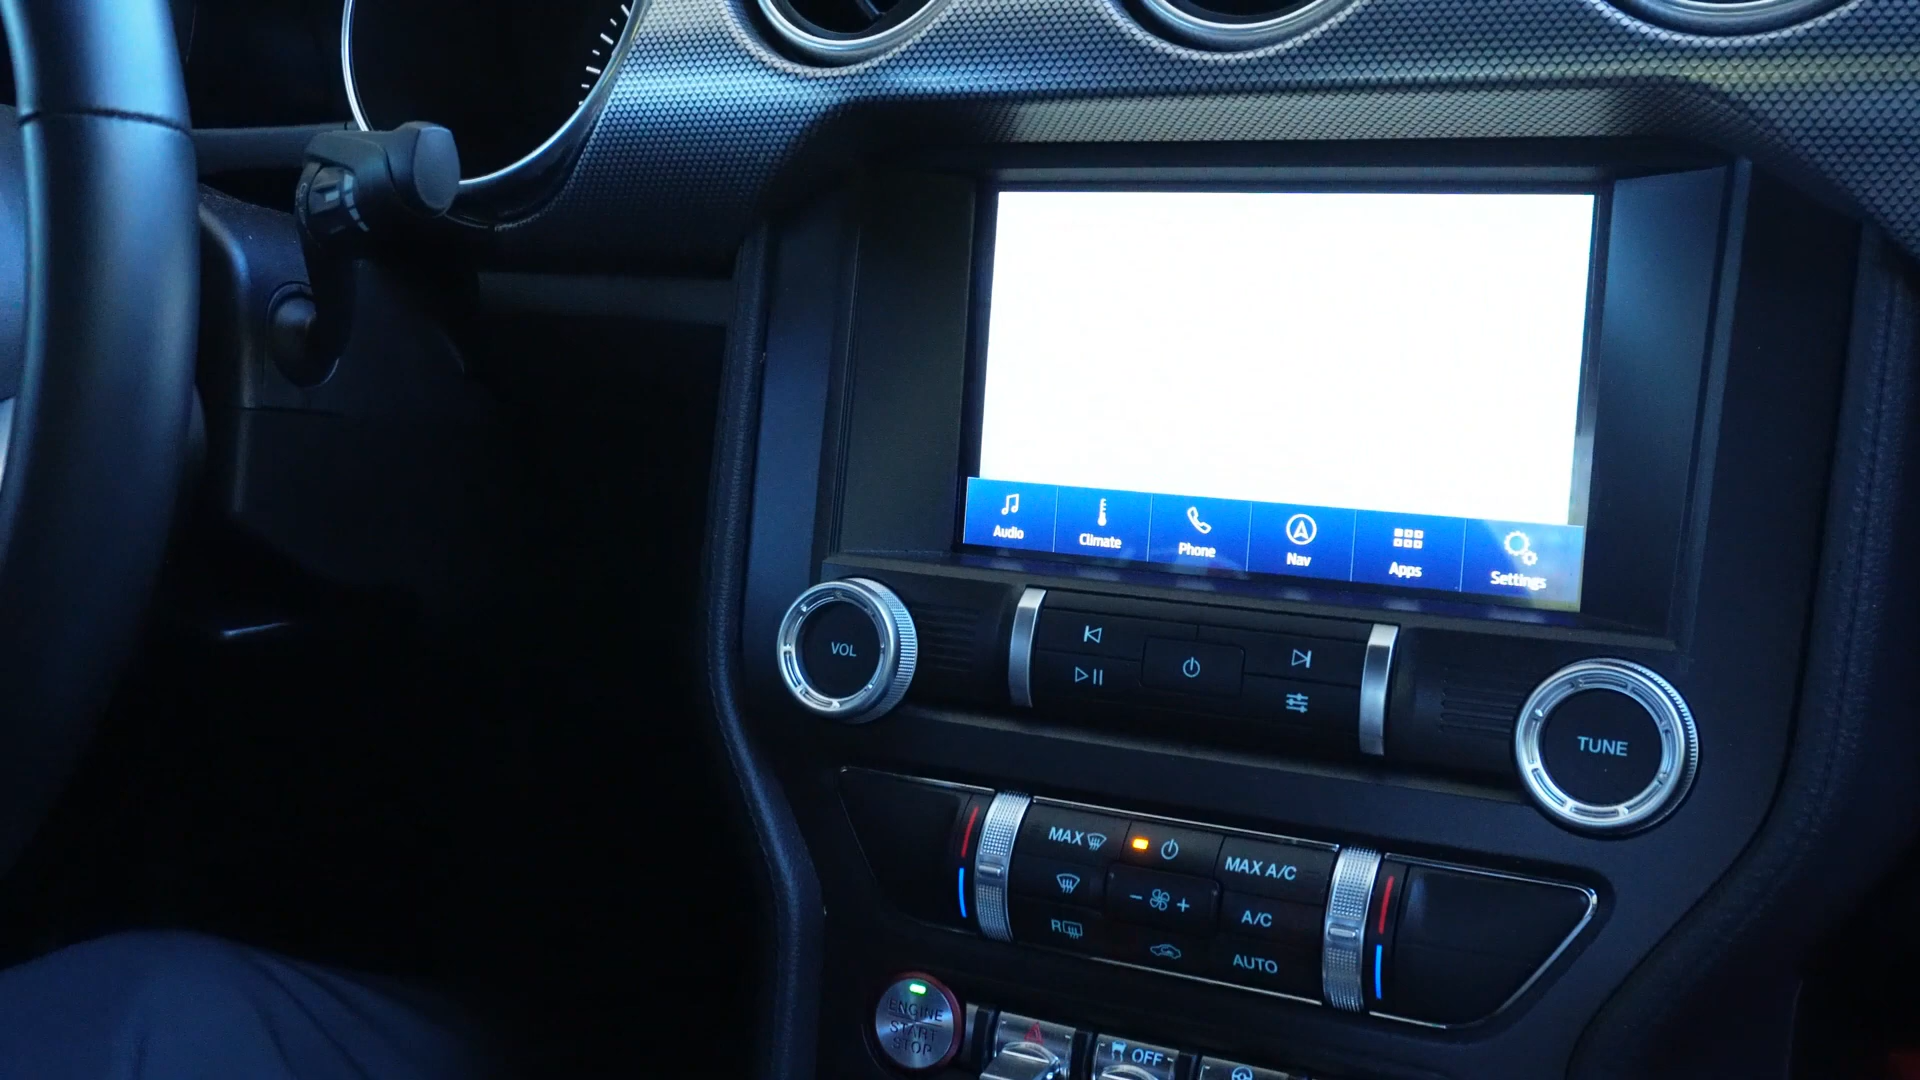 Audio
Climate
Phone
Nav
Apps
Settings
VOL
TUNE
MAX
MAX A/C
A/C
R
AUTO
ENGINE
START
STOP
OFF